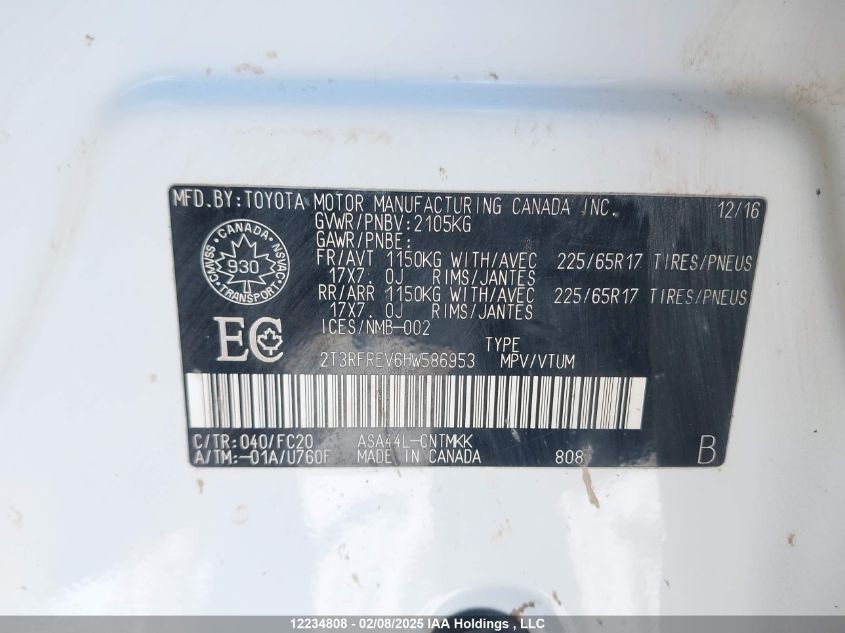 MFD.BY:TOYOTA MOTOR MANUFACTURING CANADA INC. 12/16
GVWR/PNBV:2105KG
GAWR/PNBE:
FR/AVT 1150KG WITH/AVEC 225/65R17 TIRES/PNEUS
17X7.0J RIMS/JANTES
RR/ARR 1150KG WITH/AVEC 225/65R17 TIRES/PNEUS
17X7.0J RIMS/JANTES
ICES/NMB-002
CANADA
CMVSS 930 NSVAC
TRANSPORT
EC
TYPE
2T3RFREV6HW586953 MPV/VTUM
C/TR:040/FC20 ASA44L-CNTMKK
A/TM:-01A/U760F MADE IN CANADA 808 B
12234808 - 02/08/2025 IAA Holdings , LLC